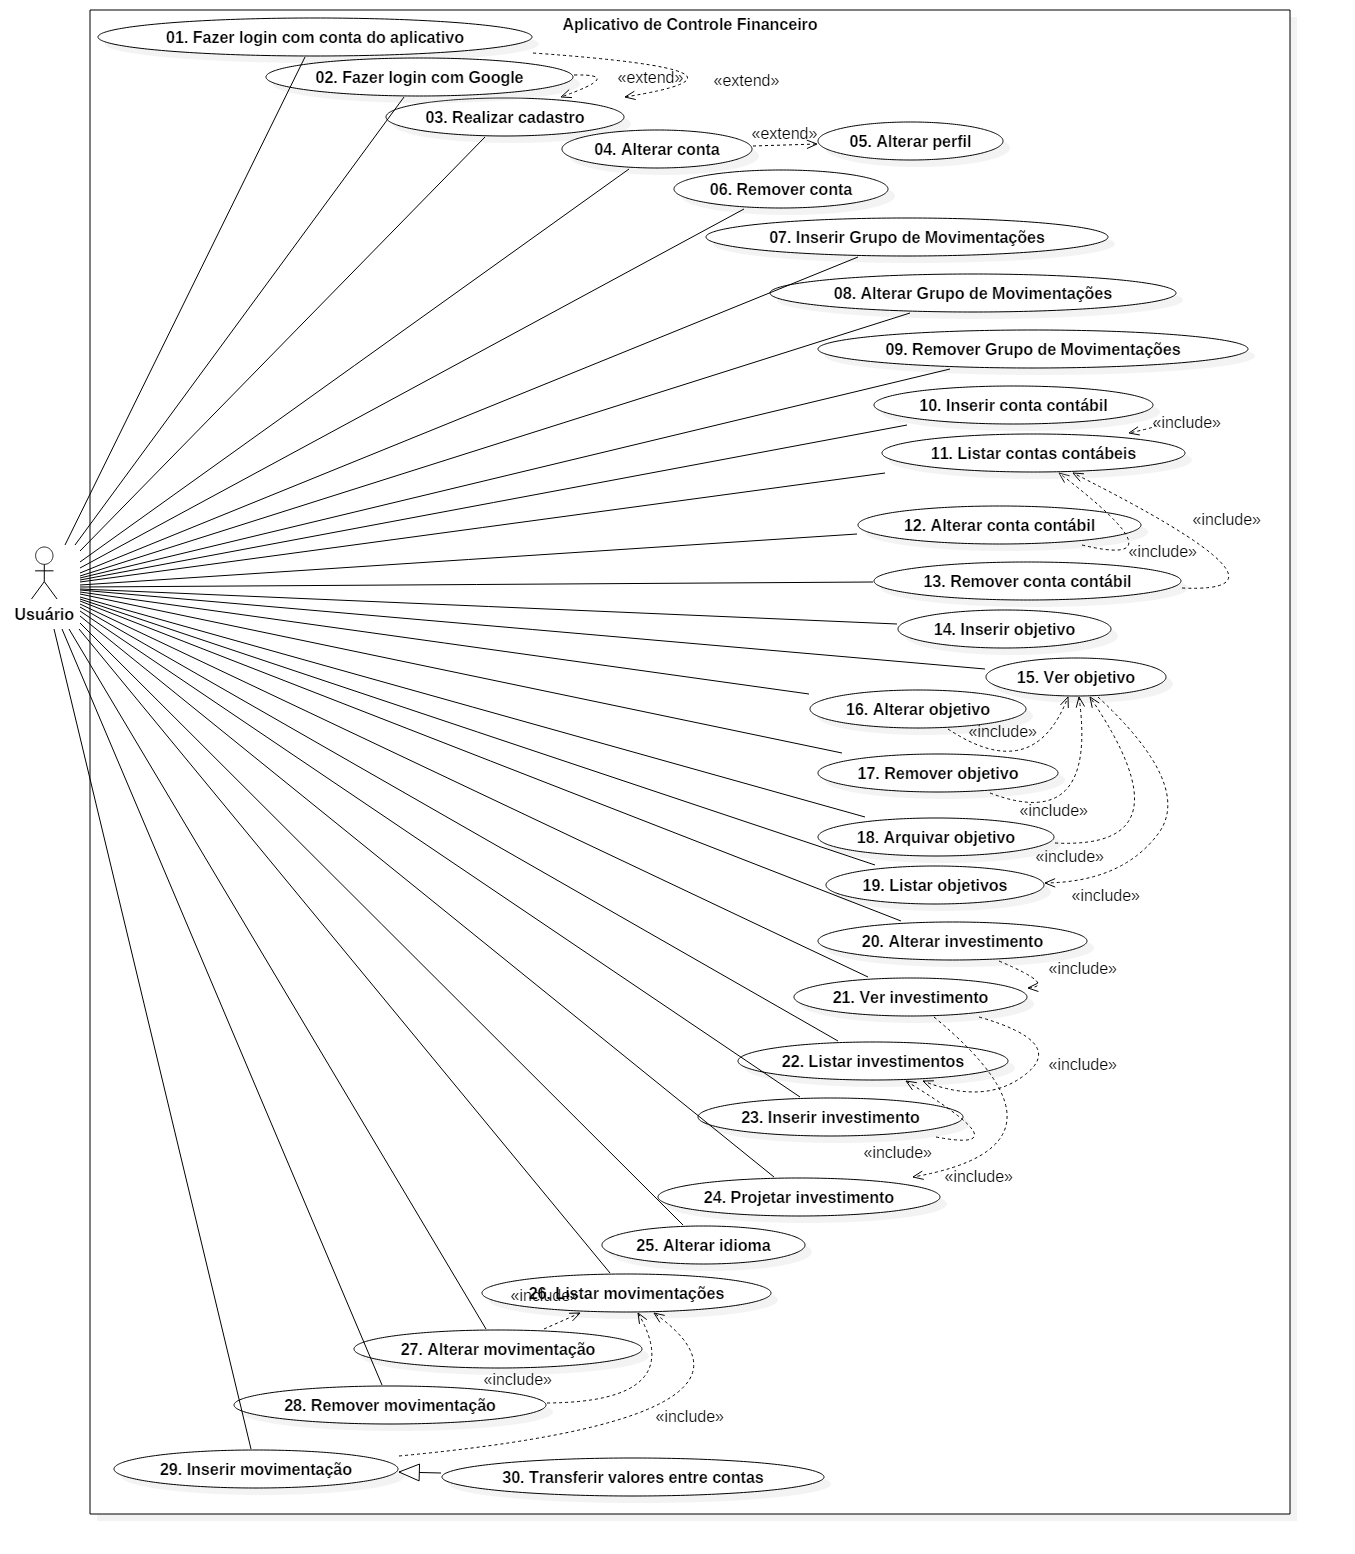 Aplicativo de Controle Financeiro
01. Fazer login com conta do aplicativo
02. Fazer login com Google
«extend»
«extend»
03. Realizar cadastro
«extend»
04. Alterar conta
05. Alterar perfil
06. Remover conta
07. Inserir Grupo de Movimentações
08. Alterar Grupo de Movimentações
09. Remover Grupo de Movimentações
10. Inserir conta contábil
«include»
11. Listar contas contábeis
«include»
12. Alterar conta contábil
«include»
13. Remover conta contábil
Usuário
14. Inserir objetivo
15. Ver objetivo
16. Alterar objetivo
«include»
17. Remover objetivo
«include»
18. Arquivar objetivo
«include»
19. Listar objetivos
«include»
20. Alterar investimento
«include»
21. Ver investimento
22. Listar investimentos
«include»
23. Inserir investimento
«include»
«include»
24. Projetar investimento
25. Alterar idioma
26. Listar movimentações
«include»
27. Alterar movimentação
«include»
28. Remover movimentação
«include»
29. Inserir movimentação
30. Transferir valores entre contas